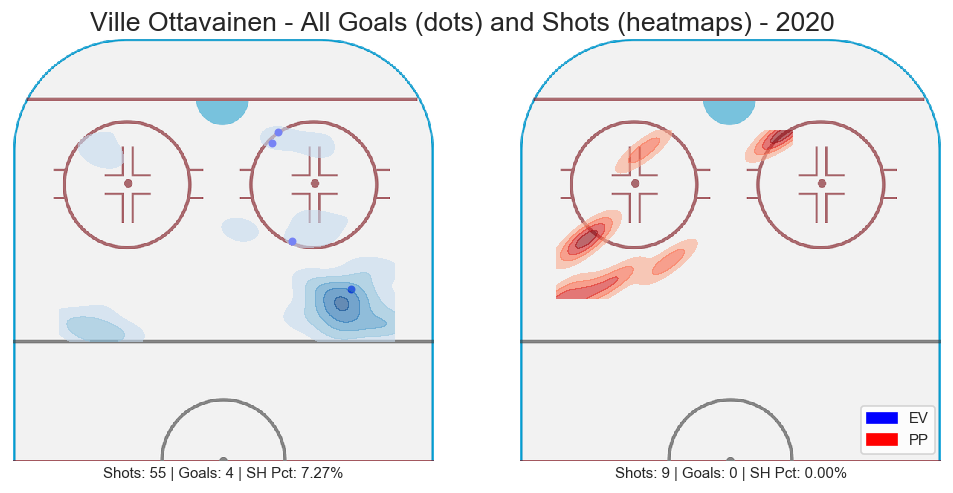 Ville Ottavainen - All Goals (dots) and Shots (heatmaps) - 2020
EV
PP
Shots: 55 | Goals: 4 | SH Pct: 7.27%
Shots: 9 | Goals: 0 | SH Pct: 0.00%